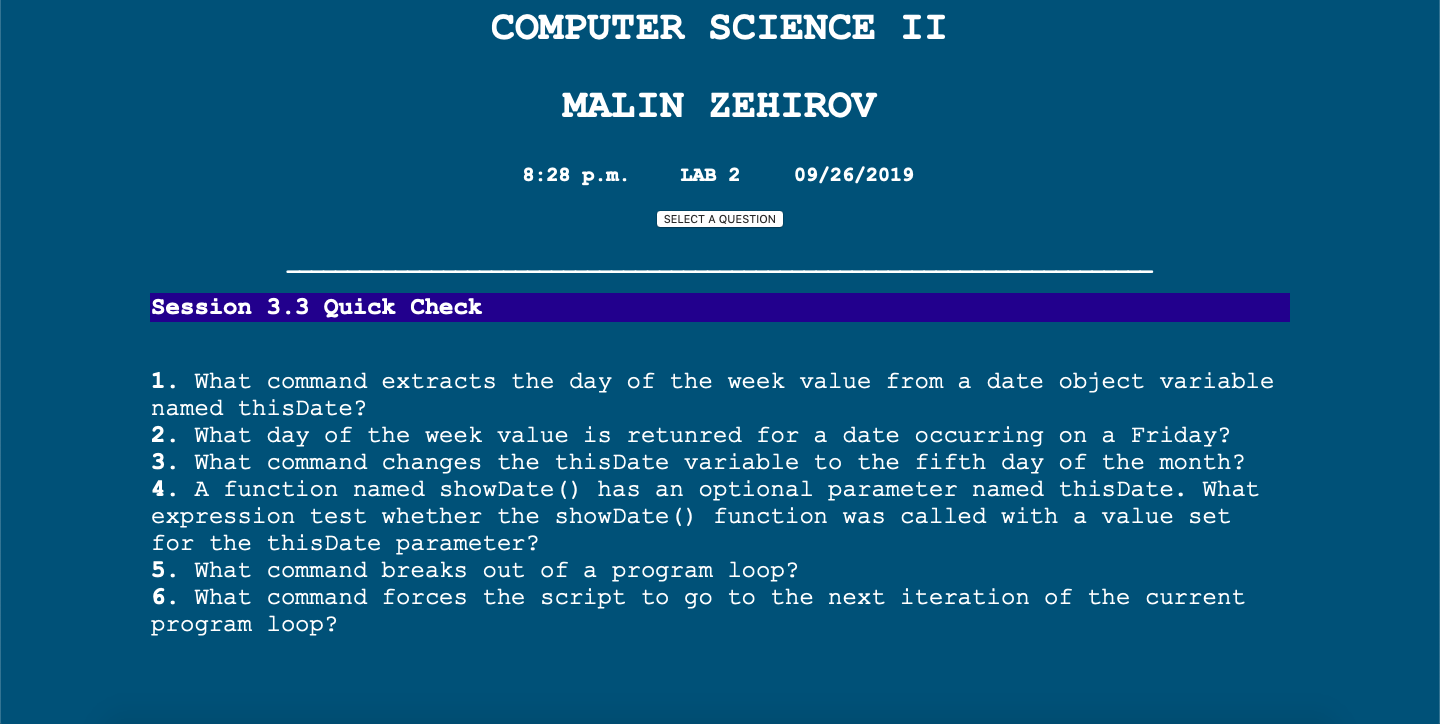 COMPUTER SCIENCE II
MALIN ZEHIROV
8:28 p.m. LAB 2 09/26/2019
SELECT A QUESTION
Session 3.3 Quick Check
1. What command extracts the day of the week value from a date object variable
named thisDate?
2. What day of the week value is retunred for a date occurring on a Friday?
3. What command changes the thisDate variable to the fifth day of the month?
4. A function named showDate() has an optional parameter named thisDate. What
expression test whether the showDate() function was called with a value set
for the thisDate parameter?
5. What command breaks out of a program loop?
6. What command forces the script to go to the next iteration of the current
program loop?